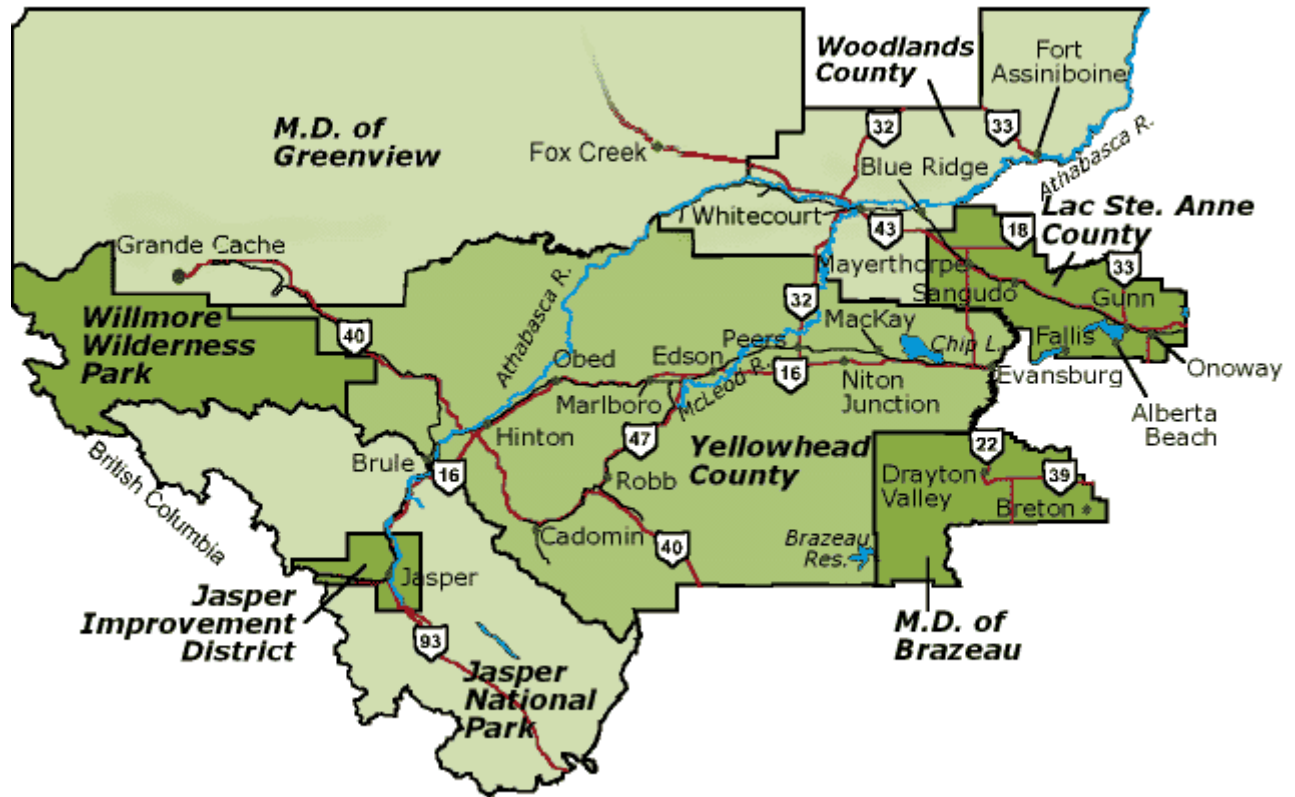 Woodlands
County
Fort
Assiniboine
M.D. of
Greenview
32
33
Fox Creek
Blue Ridge
Athabasca R.
Whitecourt
Lac Ste. Anne
County
43
18
Grande Cache
Mayerthorpe
33
Sangudo
Gunn
Athabasca R.
Willmore
Wilderness
Park
40
32
MacKay
Peers
Chip L.
Fallis
Obed
Edson
Onoway
McLeod R.
16
Evansburg
Marlboro
Niton
Junction
Alberta
Beach
Hinton
47
Yellowhead
County
22
Brule
16
British Columbia
Robb
Drayton
Valley
39
Breton
Cadomin
40
Brazeau
Res.
Jasper
Jasper
Improvement
District
M.D. of
Brazeau
93
Jasper
National
Park